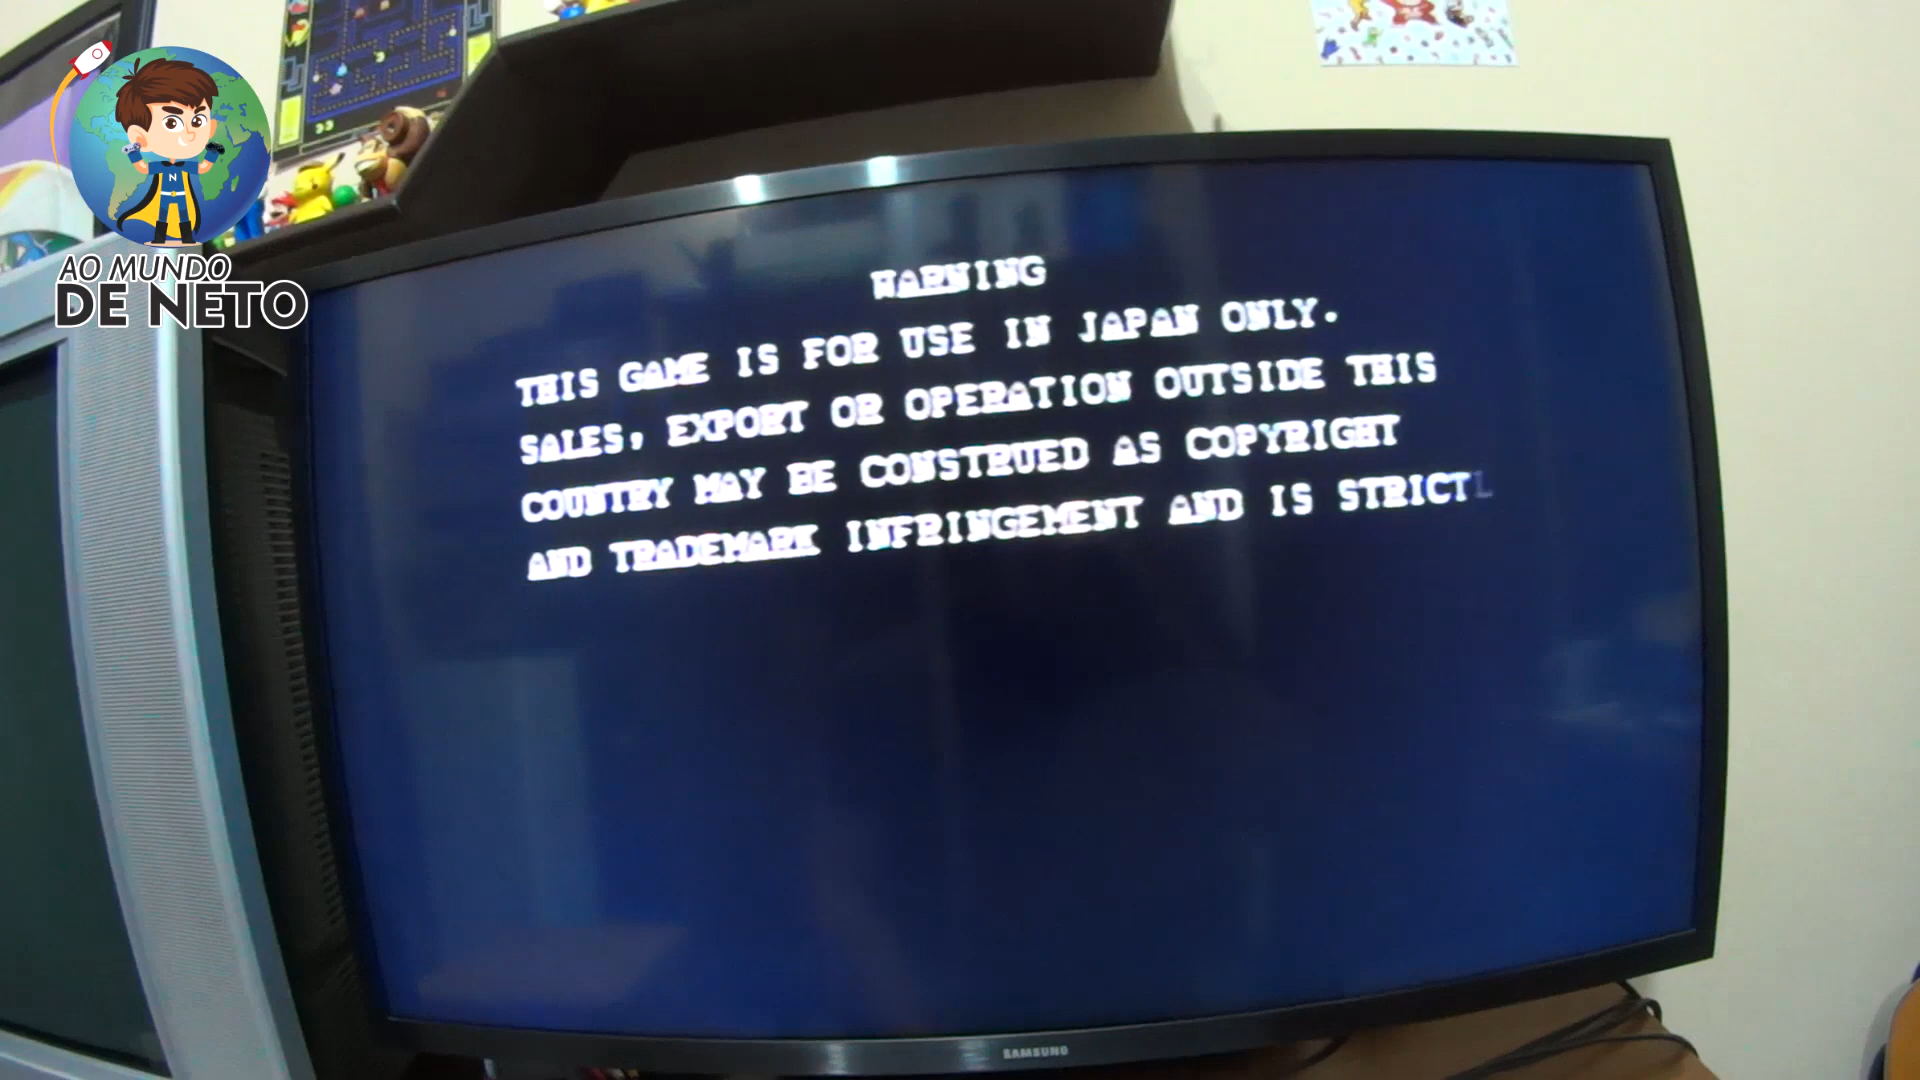 AO MUNDO
DE NETO
N
WARNING
THIS GAME IS FOR USE IN JAPAN ONLY.
SALES, EXPORT OR OPERATION OUTSIDE THIS
COUNTRY MAY BE CONSTRUED AS COPYRIGHT
AND TRADEMARK INFRINGEMENT AND IS STRICTL
SAMSUNG